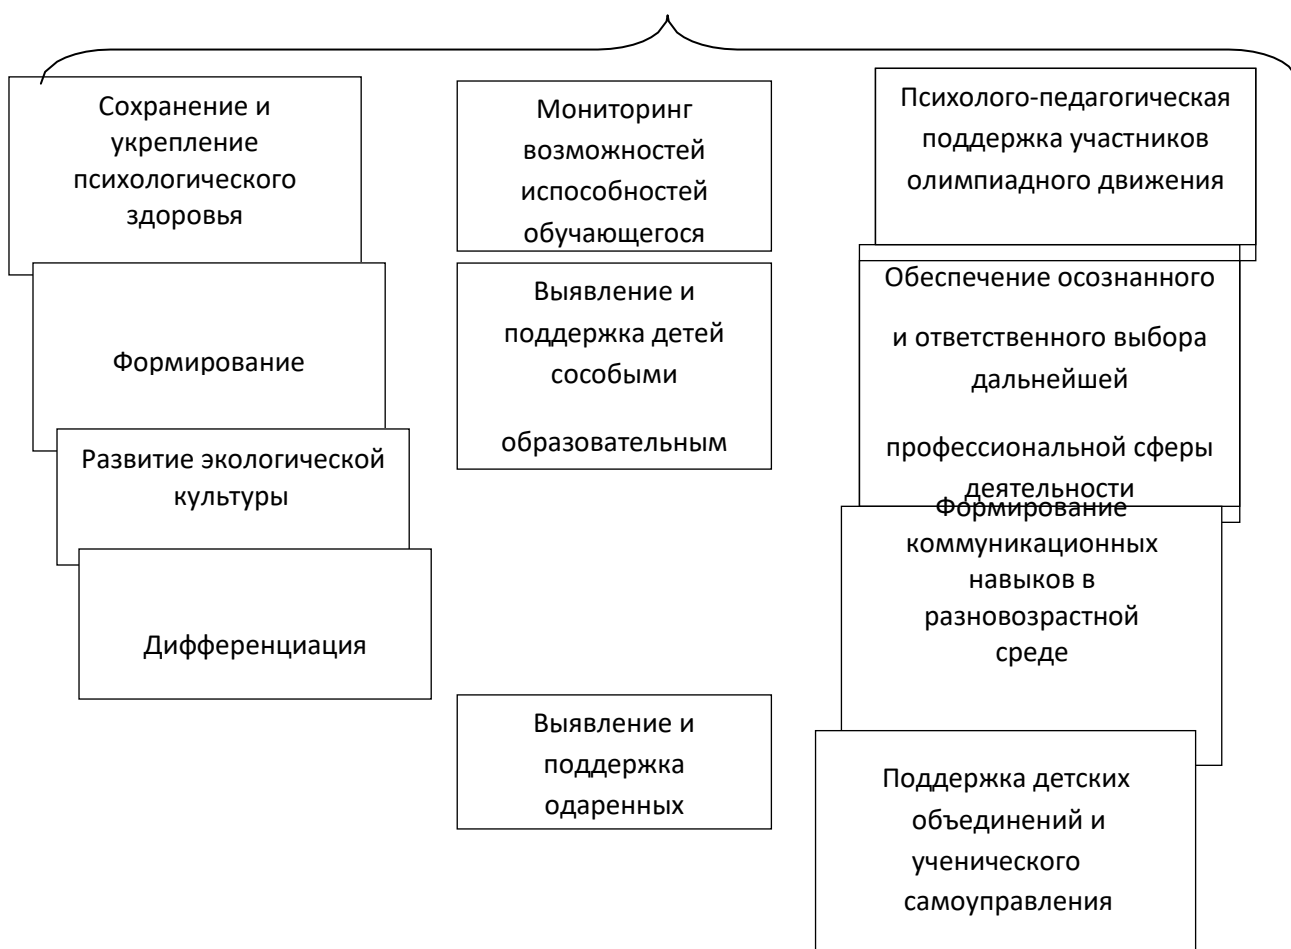 Сохранение и
укрепление
психологического
здоровья
Формирование
Развитие экологической
культуры
Дифференциация
Мониторинг
возможностей
испособностей
обучающегося
Выявление и
поддержка детей
сособыми
образовательным
Выявление и
поддержка
одаренных
Психолого-педагогическая
поддержка участников
олимпиадного движения
Обеспечение осознанного
и ответственного выбора
дальнейшей
профессиональной сферы
деятельности
Формирование
коммуникационных
навыков в
разновозрастной
среде
Поддержка детских
объединений и
ученического
самоуправления